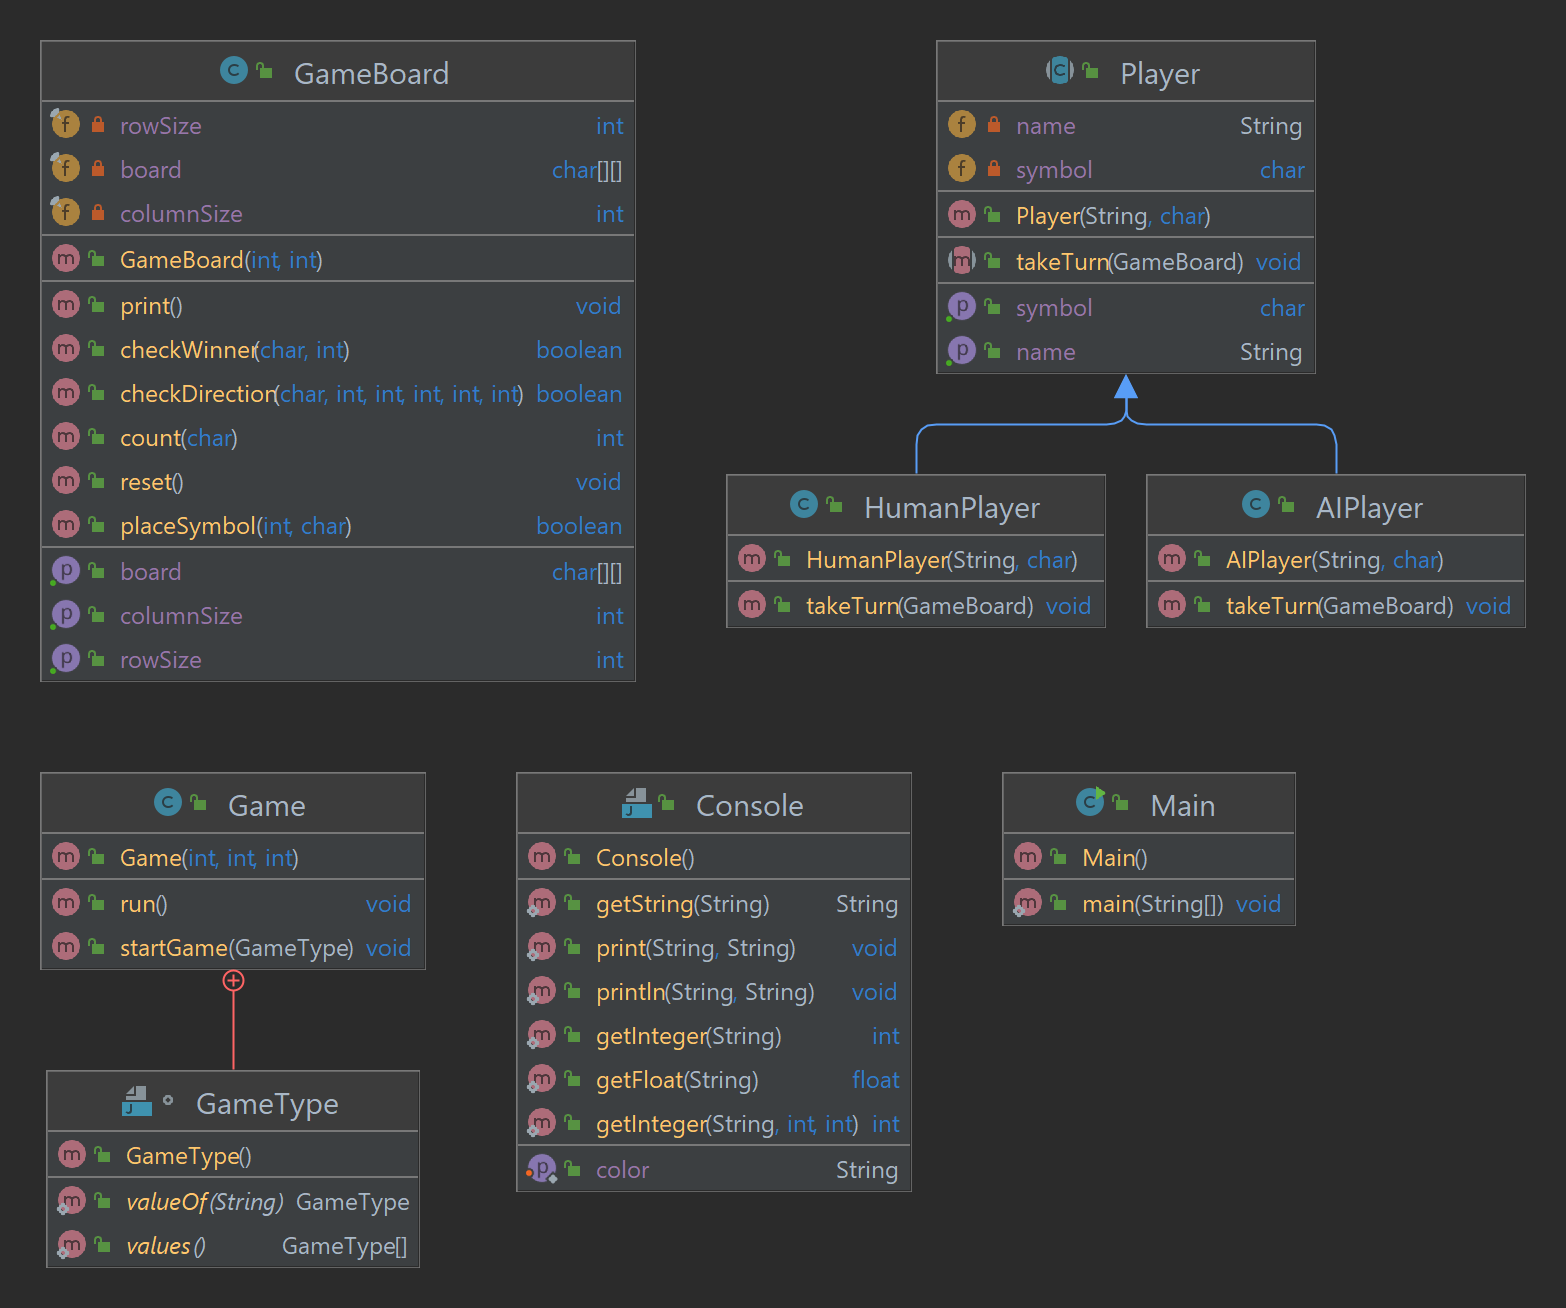 GameBoard
rowSize int
board char[][]
columnSize int
GameBoard(int, int)
print() void
checkWinner(char, int) boolean
checkDirection(char, int, int, int, int, int) boolean
count(char) int
reset() void
placeSymbol(int, char) boolean
board char[][]
columnSize int
rowSize int
Player
name String
symbol char
Player(String, char)
takeTurn(GameBoard) void
symbol char
name String
HumanPlayer
HumanPlayer(String, char)
takeTurn(GameBoard) void
AIPlayer
AIPlayer(String, char)
takeTurn(GameBoard) void
Game
Game(int, int, int)
run() void
startGame(GameType) void
GameType
GameType()
valueOf(String) GameType
values() GameType[]
Console
Console()
getString(String) String
print(String, String) void
println(String, String) void
getInteger(String) int
getFloat(String) float
getInteger(String, int, int) int
color String
Main
Main()
main(String[]) void